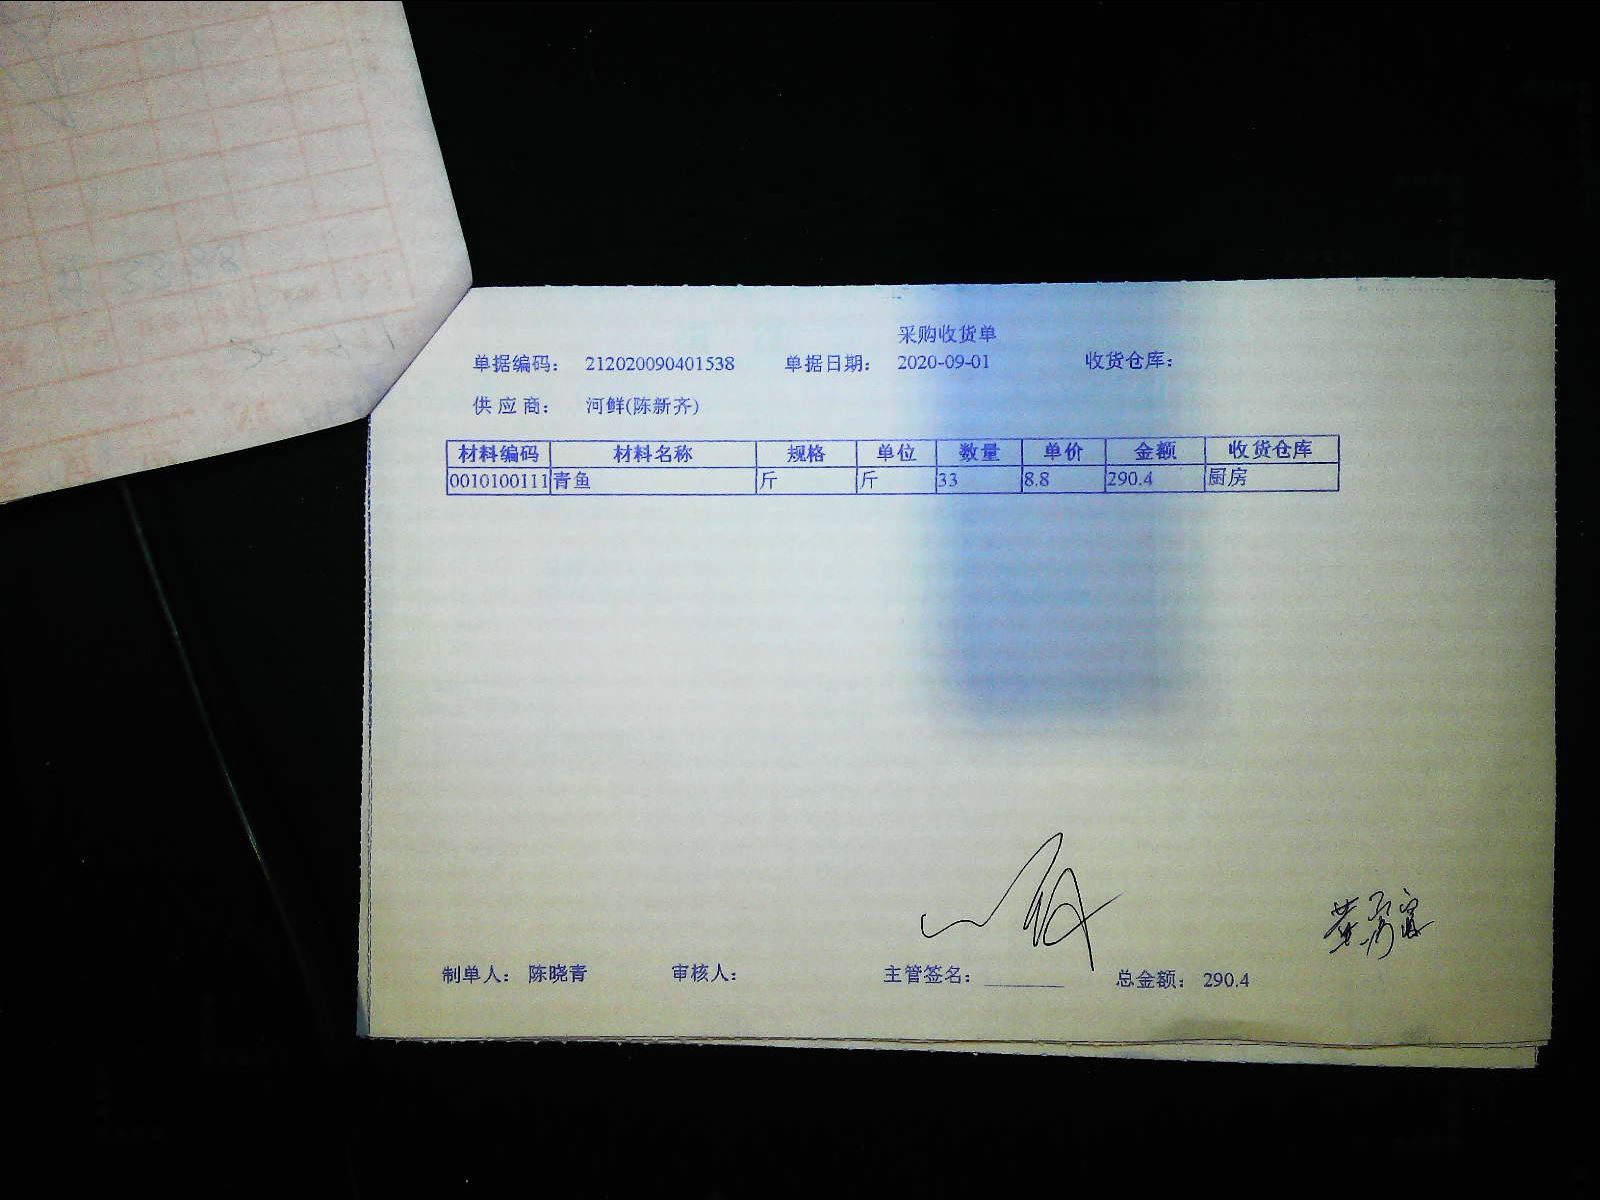 采购收货单
单据编码： 212020090401538 单据日期： 2020-09-01 收货仓库：
供应商： 河鲜(陈新齐)
材料编码 材料名称 规格 单位 数量 单价 金额 收货仓库
0010100111 青鱼 斤 斤 33 8.8 290.4 厨房
制单人： 陈晓青 审核人： 主管签名： 总金额： 290.4